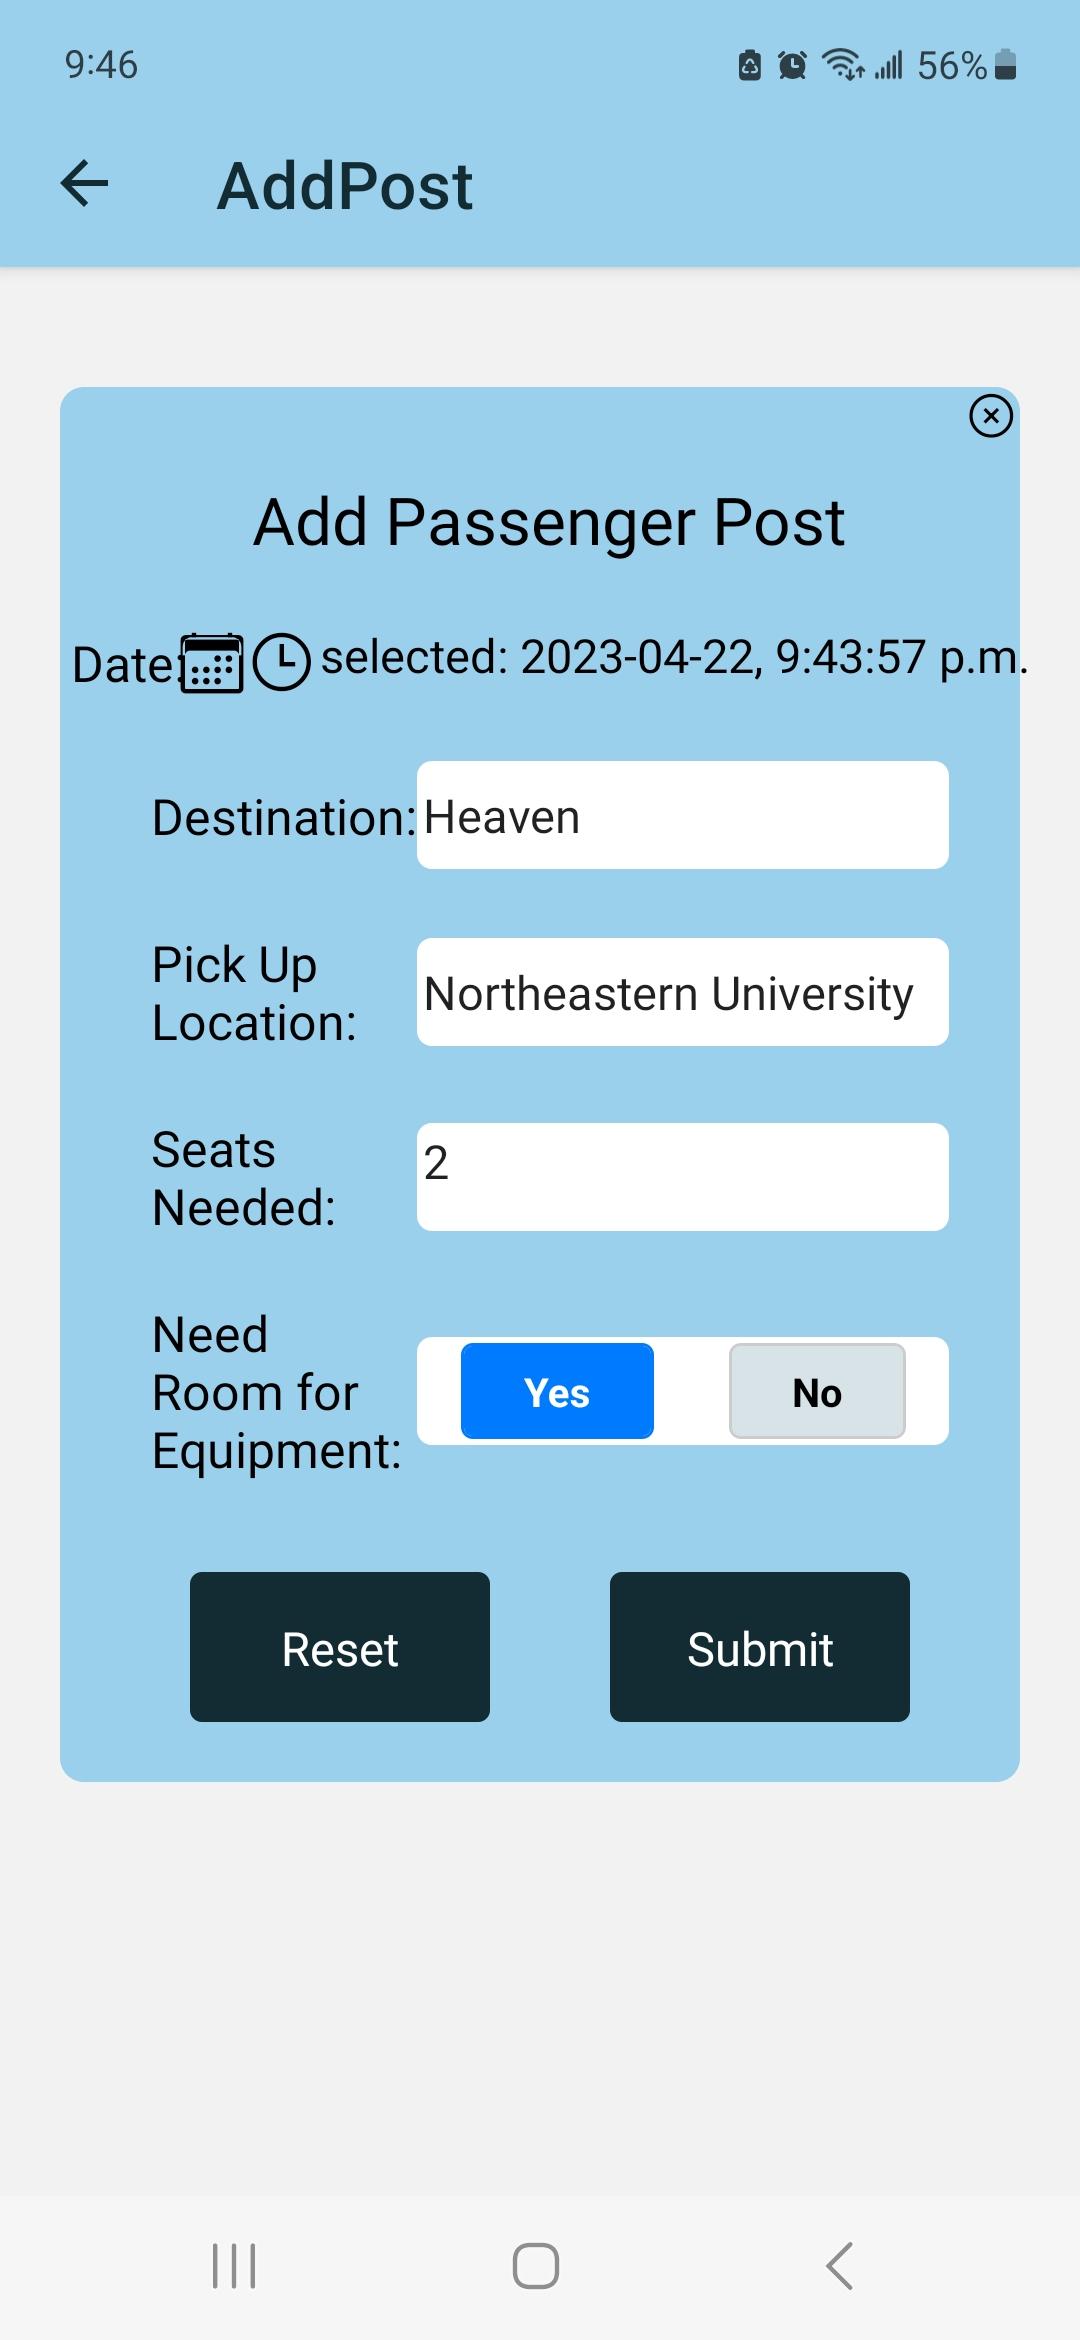 9:46
56%
AddPost
Add Passenger Post
Date:
selected: 2023-04-22, 9:43:57 p.m.
Destination:
Heaven
Pick Up
Location:
Northeastern University
Seats
Needed:
2
Need
Room for
Equipment:
Yes
No
Reset
Submit